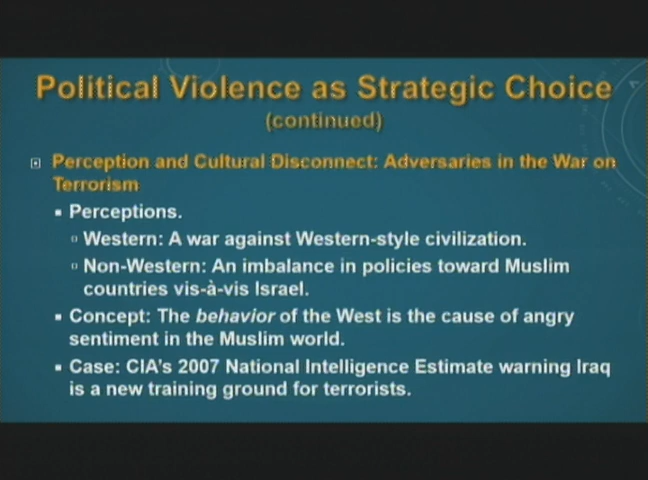 Political Violence as Strategic Choice
(continued)
Perception and Cultural Disconnect: Adversaries in the War on
Terrorism
Perceptions.
Western: A war against Western-style civilization.
Non-Western: An imbalance in policies toward Muslim
countries vis-à-vis Israel.
Concept: The behavior of the West is the cause of angry
sentiment in the Muslim world.
Case: CIA's 2007 National Intelligence Estimate warning Iraq
is a new training ground for terrorists.